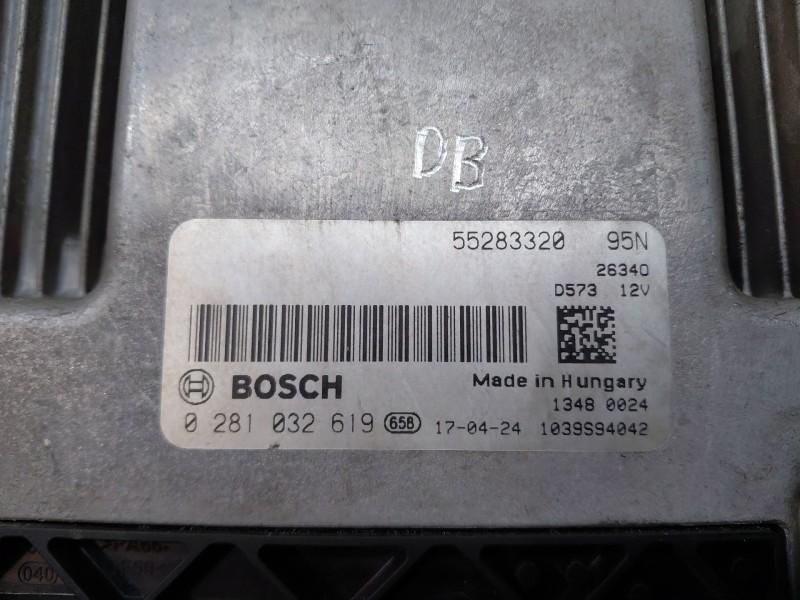 DB
55283320 95N
26340
D573 12V
BOSCH
Made in Hungary
1348 0024
0 281 032 619 658 17-04-24 1039S94042
(040)